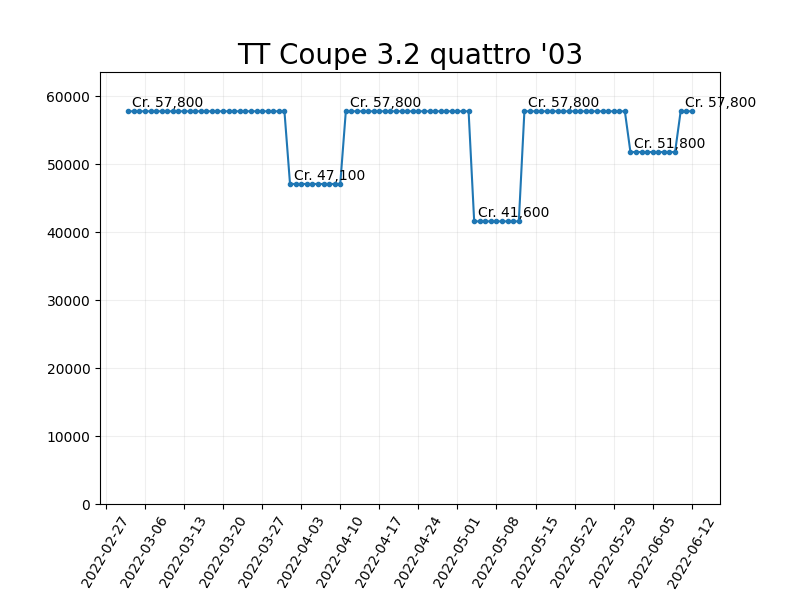 TT Coupe 3.2 quattro '03
60000
50000
40000
30000
20000
10000
0
Cr. 57,800
Cr. 47,100
Cr. 57,800
Cr. 41,600
Cr. 57,800
Cr. 51,800
Cr. 57,800
2022-02-27
2022-03-06
2022-03-13
2022-03-20
2022-03-27
2022-04-03
2022-04-10
2022-04-17
2022-04-24
2022-05-01
2022-05-08
2022-05-15
2022-05-22
2022-05-29
2022-06-05
2022-06-12